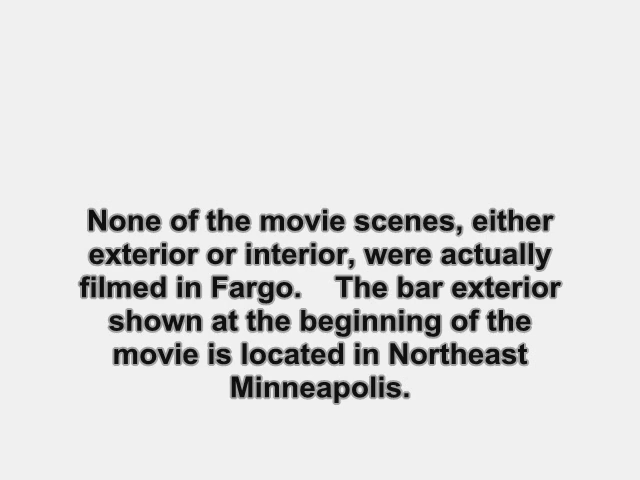 None of the movie scenes, either
exterior or interior, were actually
filmed in Fargo.    The bar exterior
shown at the beginning of the
movie is located in Northeast
Minneapolis.